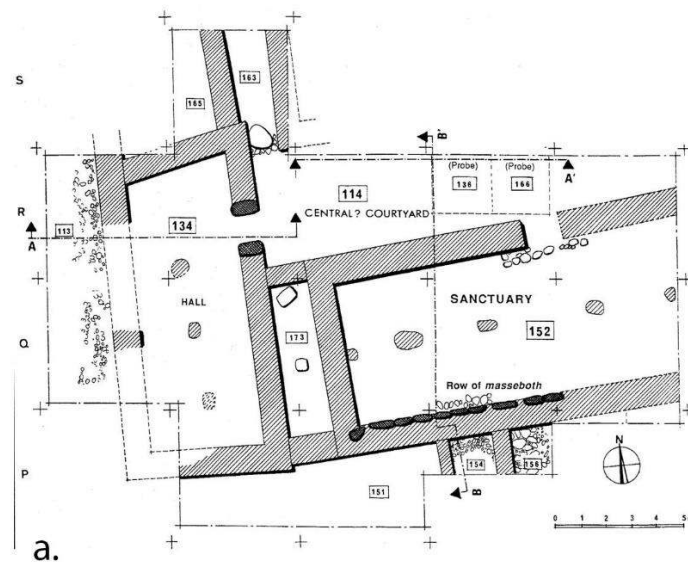 S
163
165
B'
(Probe) (Probe)
114 136 166 A'
R
CENTRAL? COURTYARD
113 134
A
HALL
SANCTUARY
Q
173 152
Row of masseboth
N
154 156
P
151 B
0 1 2 3 4 5
a.